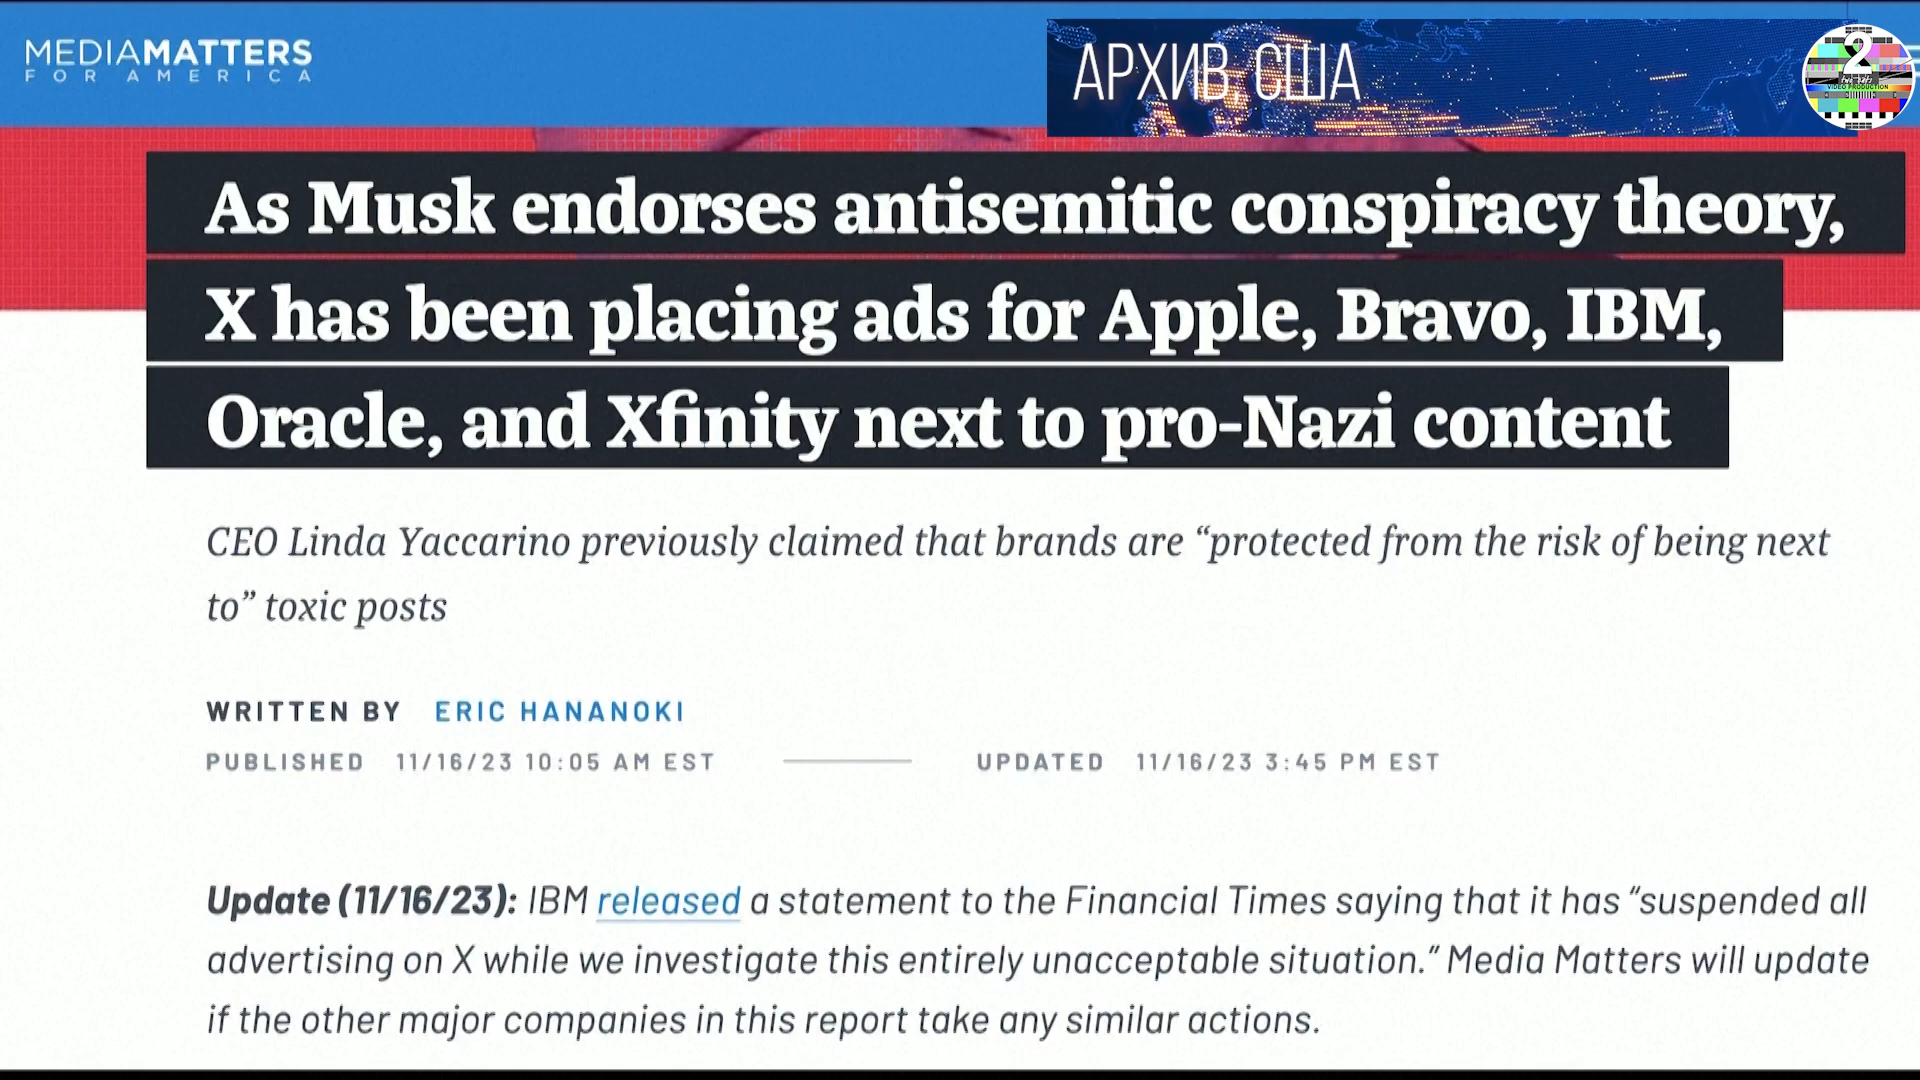 MEDIAMATTERS
FOR AMERICA
АРХИВ, США
2
VIDEO PRODUCTION
As Musk endorses antisemitic conspiracy theory,
X has been placing ads for Apple, Bravo, IBM,
Oracle, and Xfinity next to pro-Nazi content
CEO Linda Yaccarino previously claimed that brands are “protected from the risk of being next
to” toxic posts
WRITTEN BY ERIC HANANOKI
PUBLISHED 11/16/23 10:05 AM EST UPDATED 11/16/23 3:45 PM EST
Update (11/16/23): IBM released a statement to the Financial Times saying that it has “suspended all
advertising on X while we investigate this entirely unacceptable situation.” Media Matters will update
if the other major companies in this report take any similar actions.